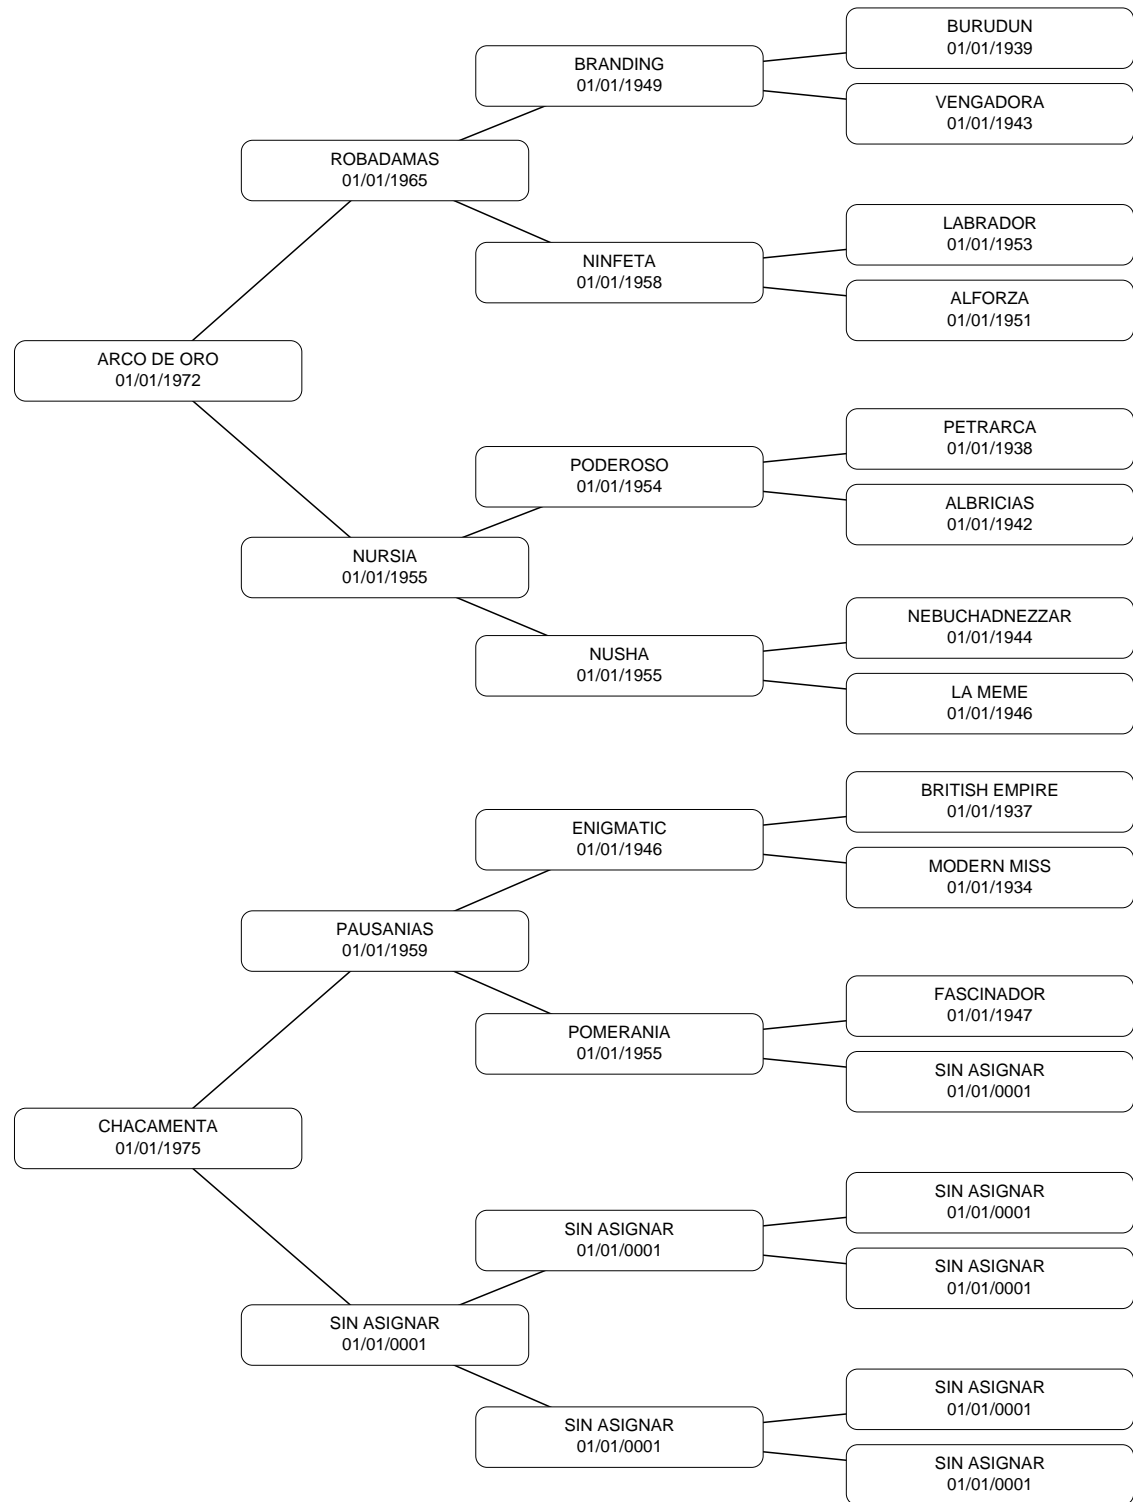 BURUDUN
01/01/1939
BRANDING
01/01/1949
VENGADORA
01/01/1943
ROBADAMAS
01/01/1965
LABRADOR
01/01/1953
NINFETA
01/01/1958
ALFORZA
01/01/1951
ARCO DE ORO
01/01/1972
PETRARCA
01/01/1938
PODEROSO
01/01/1954
ALBRICIAS
01/01/1942
NURSIA
01/01/1955
NEBUCHADNEZZAR
01/01/1944
NUSHA
01/01/1955
LA MEME
01/01/1946
BRITISH EMPIRE
01/01/1937
ENIGMATIC
01/01/1946
MODERN MISS
01/01/1934
PAUSANIAS
01/01/1959
FASCINADOR
01/01/1947
POMERANIA
01/01/1955
SIN ASIGNAR
01/01/0001
CHACAMENTA
01/01/1975
SIN ASIGNAR
01/01/0001
SIN ASIGNAR
01/01/0001
SIN ASIGNAR
01/01/0001
SIN ASIGNAR
01/01/0001
SIN ASIGNAR
01/01/0001
SIN ASIGNAR
01/01/0001
SIN ASIGNAR
01/01/0001